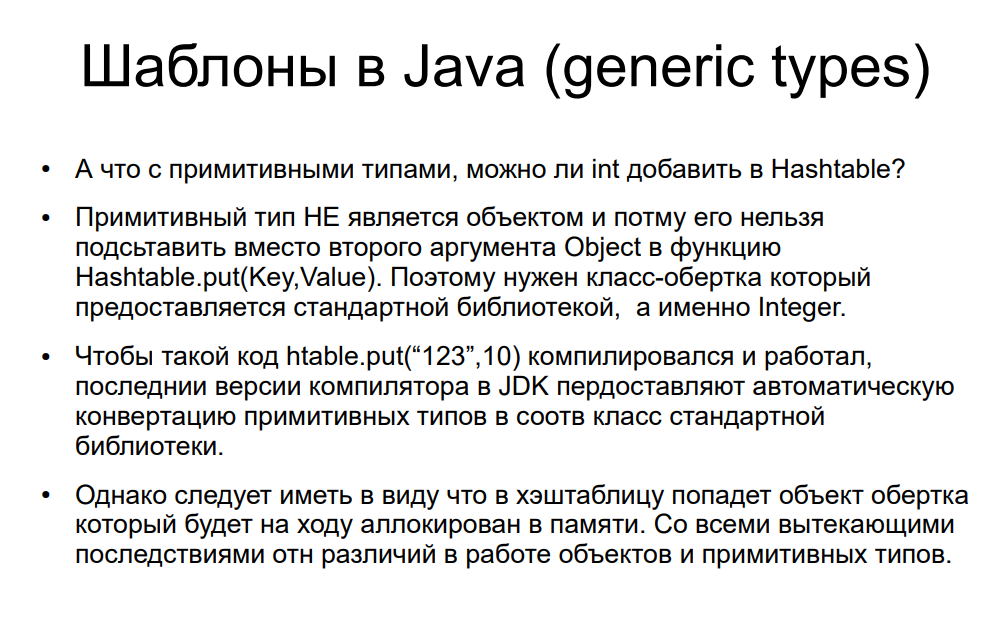 Шаблоны в Java (generic types)
• А что с примитивными типами, можно ли int добавить в Hashtable?
• Примитивный тип НЕ является объектом и потму его нельзя
подсьтавить вместо второго аргумента Object в функцию
Hashtable.put(Key,Value). Поэтому нужен класс-обертка который
предоставляется стандартной библиотекой,  а именно Integer.
• Чтобы такой код htable.put(“123”,10) компилировался и работал,
последнии версии компилятора в JDK пердоставляют автоматическую
конвертацию примитивных типов в соотв класс стандартной
библиотеки.
• Однако следует иметь в виду что в хэштаблицу попадет объект обертка
который будет на ходу аллокирован в памяти. Со всеми вытекающими
последствиями отн различий в работе объектов и примитивных типов.